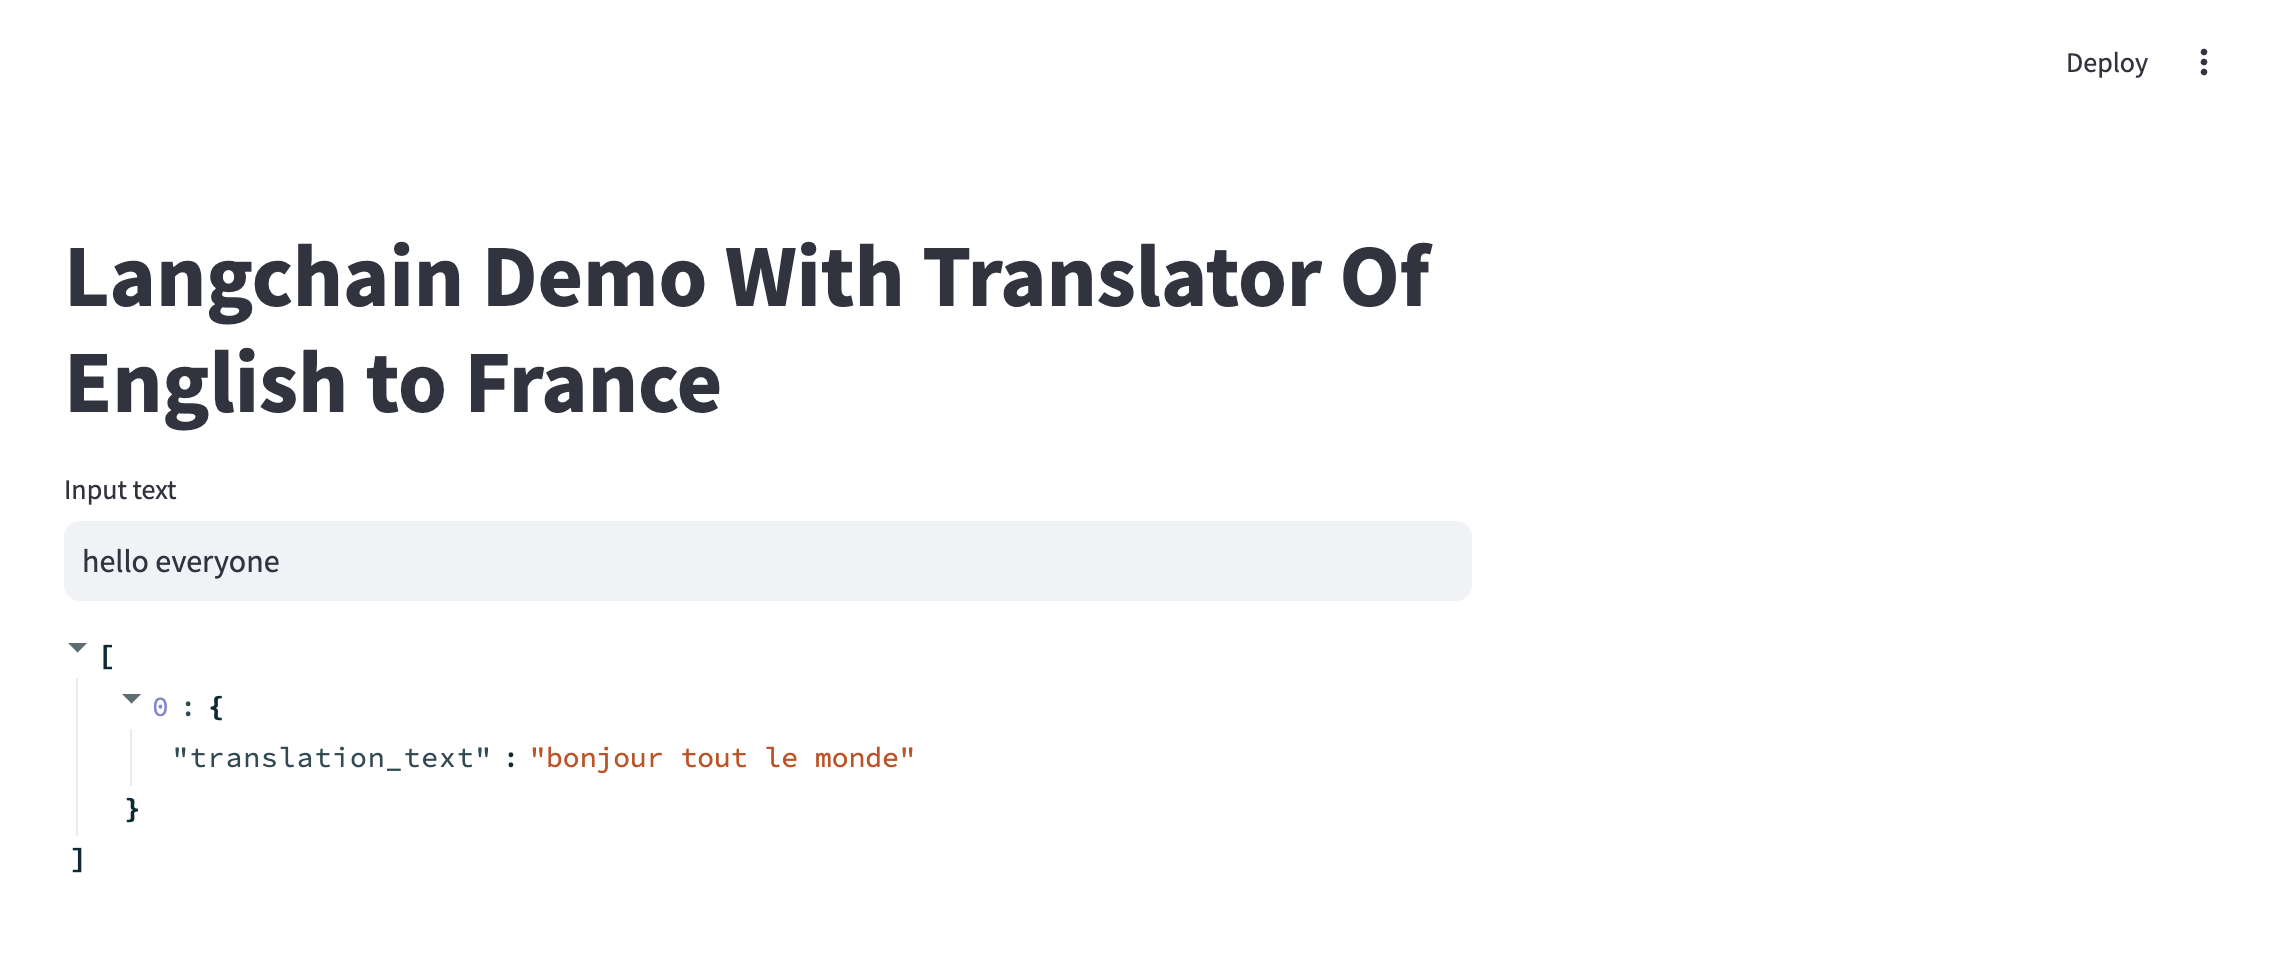 Deploy
Langchain Demo With Translator Of
English to France
Input text
hello everyone
[
0 : {
"translation_text" : "bonjour tout le monde"
}
]